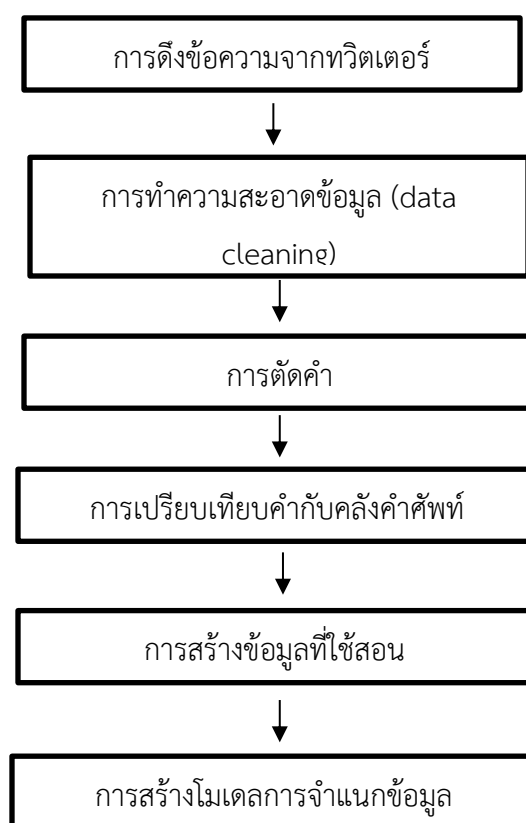 การดึงข้อความจากทวิตเตอร์
การทำความสะอาดข้อมูล (data
cleaning)
การตัดคำ
การเปรียบเทียบคำกับคลังคำศัพท์
การสร้างข้อมูลที่ใช้สอน
การสร้างโมเดลการจำแนกข้อมูล